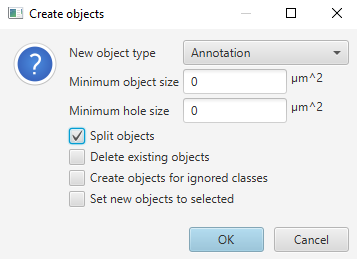 Create objects
New object type Annotation
Minimum object size 0 µm^2
Minimum hole size 0 µm^2
Split objects
Delete existing objects
Create objects for ignored classes
Set new objects to selected
OK Cancel